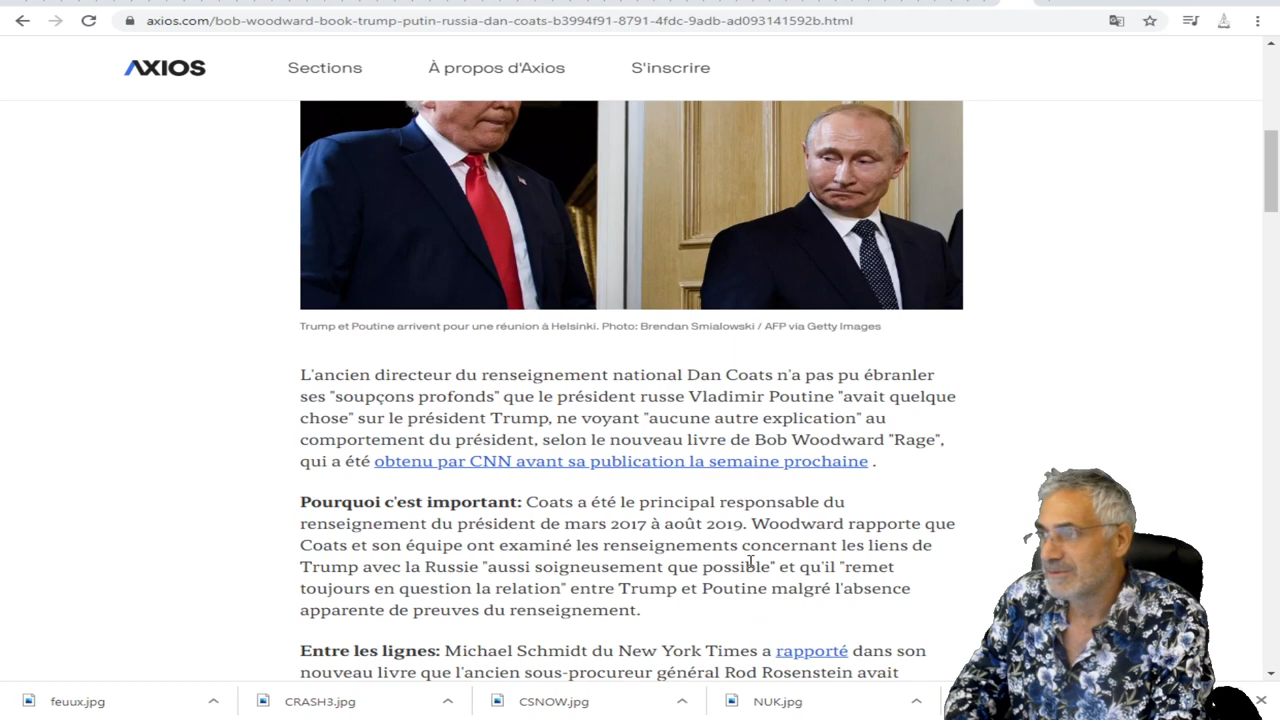 axios.com/bob-woodward-book-trump-putin-russia-dan-coats-b3994f91-8791-4fdc-9adb-ad093141592b.html
AXIOS
Sections
À propos d'Axios
S'inscrire
Trump et Poutine arrivent pour une réunion à Helsinki. Photo: Brendan Smialowski / AFP via Getty Images
L'ancien directeur du renseignement national Dan Coats n'a pas pu ébranler
ses "soupçons profonds" que le président russe Vladimir Poutine "avait quelque
chose" sur le président Trump, ne voyant "aucune autre explication" au
comportement du président, selon le nouveau livre de Bob Woodward "Rage",
qui a été obtenu par CNN avant sa publication la semaine prochaine .
Pourquoi c'est important: Coats a été le principal responsable du
renseignement du président de mars 2017 à août 2019. Woodward rapporte que
Coats et son équipe ont examiné les renseignements concernant les liens de
Trump avec la Russie "aussi soigneusement que possible" et qu'il "remet
toujours en question la relation" entre Trump et Poutine malgré l'absence
apparente de preuves du renseignement.
Entre les lignes: Michael Schmidt du New York Times a rapporté dans son
nouveau livre que l'ancien sous-procureur général Rod Rosenstein avait
feuux.jpg
CRASH3.jpg
CSNOW.jpg
NUK.jpg